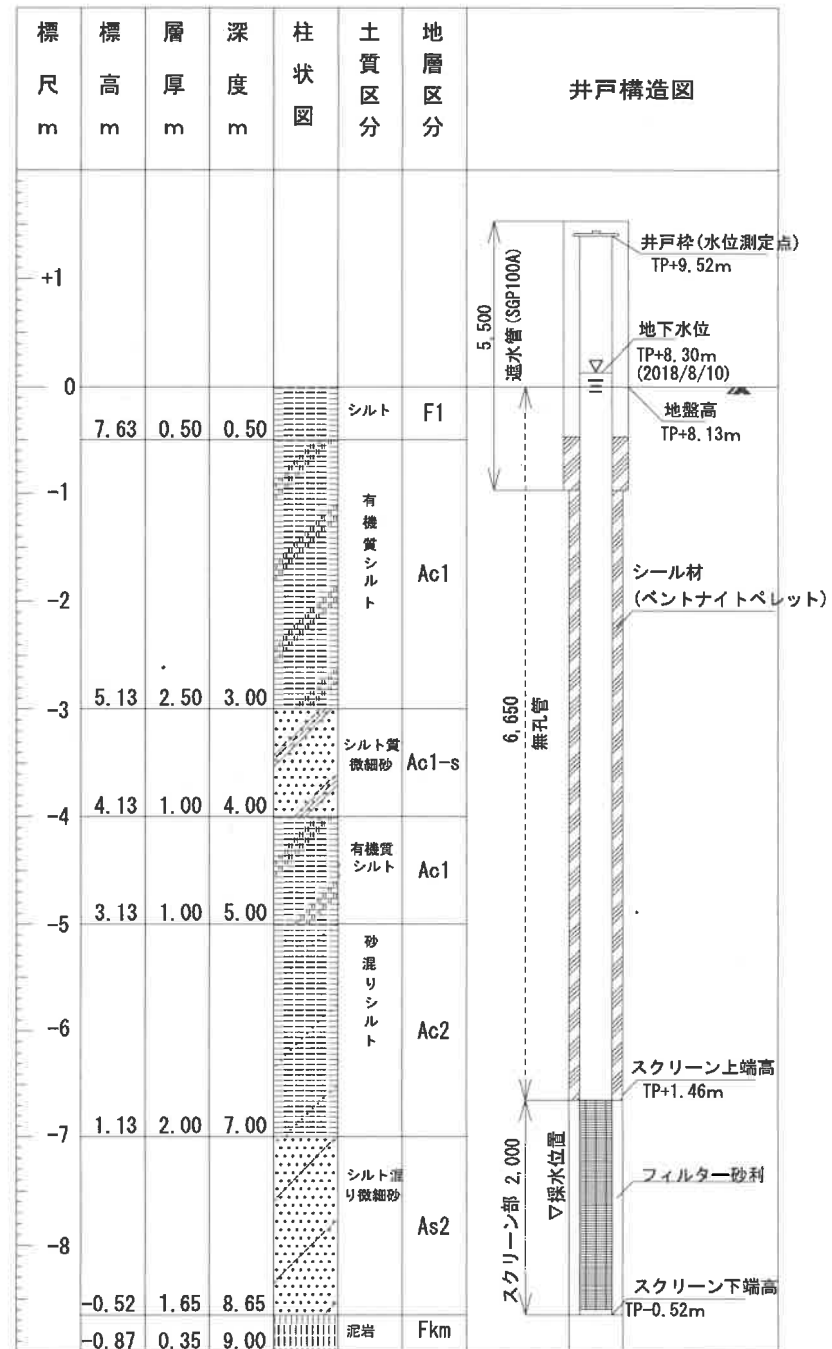 標尺m
標高m
層厚m
深度m
柱状図
土質区分
地層区分
井戸構造図
+1
0
-1
-2
-3
-4
-5
-6
-7
-8
7.63 0.50 0.50 シルト F1
5.13 2.50 3.00 有機質シルト Ac1
4.13 1.00 4.00 シルト質
微細砂 Ac1-s
3.13 1.00 5.00 有機質
シルト Ac1
1.13 2.00 7.00 砂混りシルト Ac2
-0.52 1.65 8.65 シルト混
り微細砂 As2
-0.87 0.35 9.00 泥岩 Fkm
5,500
遮水管(SGP100A)
井戸枠(水位測定点)
TP+9.52m
地下水位
TP+8.30m
(2018/8/10)
地盤高
TP+8.13m
シール材
(ベントナイトペレット)
6,650
無孔管
スクリーン上端高
TP+1.46m
スクリーン部 2,000
▽採水位置
フィルター砂利
スクリーン下端高
TP-0.52m